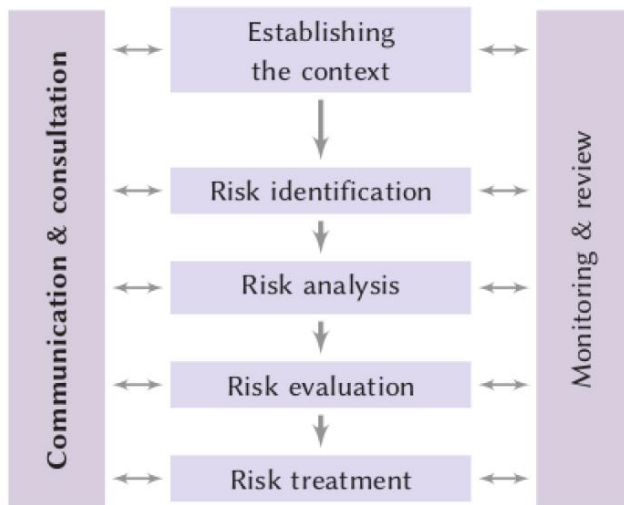 Communication & consultation
Establishing
the context
Risk identification
Risk analysis
Risk evaluation
Risk treatment
Monitoring & review